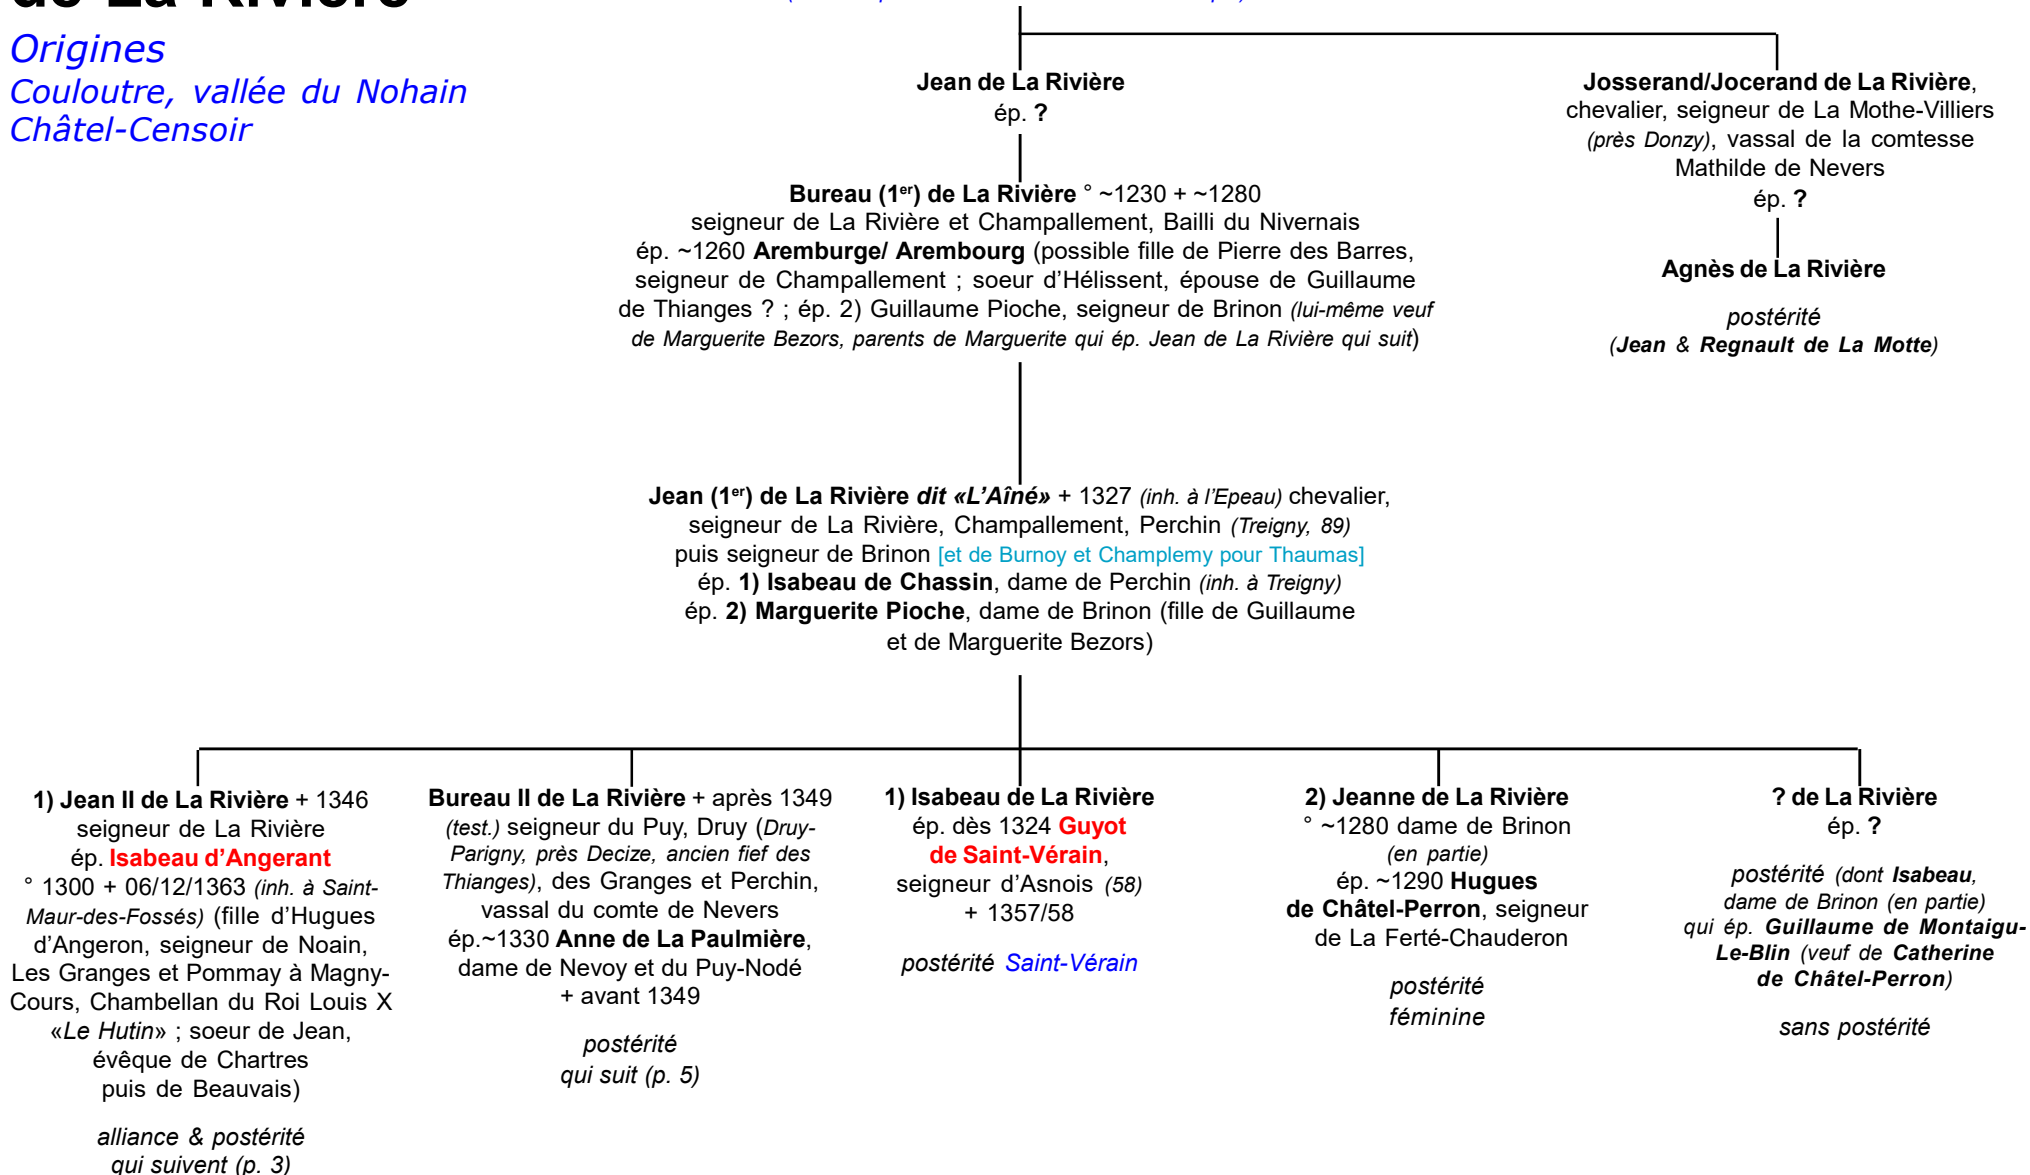 de La Rivière
Origines
Couloutre, vallée du Nohain
Châtel-Censoir
Jean de La Rivière
ép. ?
Josserand/Jocerand de La Rivière,
chevalier, seigneur de La Mothe-Villiers
(près Donzy), vassal de la comtesse
Mathilde de Nevers
ép. ?
Agnès de La Rivière
postérité
(Jean & Regnault de La Motte)
Bureau (1er) de La Rivière ° ~1230 + ~1280
seigneur de La Rivière et Champallement, Bailli du Nivernais
ép. ~1260 Aremburge/ Arembourg (possible fille de Pierre des Barres,
seigneur de Champallement ; soeur d'Hélissent, épouse de Guillaume
de Thianges ? ; ép. 2) Guillaume Pioche, seigneur de Brinon (lui-même veuf
de Marguerite Bezors, parents de Marguerite qui ép. Jean de La Rivière qui suit)
Jean (1er) de La Rivière dit «L'Aîné» + 1327 (inh. à l'Epeau) chevalier,
seigneur de La Rivière, Champallement, Perchin (Treigny, 89)
puis seigneur de Brinon [et de Burnoy et Champlemy pour Thaumas]
ép. 1) Isabeau de Chassin, dame de Perchin (inh. à Treigny)
ép. 2) Marguerite Pioche, dame de Brinon (fille de Guillaume
et de Marguerite Bezors)
1) Jean II de La Rivière + 1346
seigneur de La Rivière
ép. Isabeau d'Angerant
° 1300 + 06/12/1363 (inh. à Saint-
Maur-des-Fossés) (fille d'Hugues
d'Angeron, seigneur de Noain,
Les Granges et Pommay à Magny-
Cours, Chambellan du Roi Louis X
«Le Hutin» ; soeur de Jean,
évêque de Chartres
puis de Beauvais)
alliance & postérité
qui suivent (p. 3)
Bureau II de La Rivière + après 1349
(test.) seigneur du Puy, Druy (Druy-
Parigny, près Decize, ancien fief des
Thianges), des Granges et Perchin,
vassal du comte de Nevers
ép.~1330 Anne de La Paulmière,
dame de Nevoy et du Puy-Nodé
+ avant 1349
postérité
qui suit (p. 5)
1) Isabeau de La Rivière
ép. dès 1324 Guyot
de Saint-Vérain,
seigneur d'Asnois (58)
+ 1357/58
postérité Saint-Vérain
2) Jeanne de La Rivière
° ~1280 dame de Brinon
(en partie)
ép. ~1290 Hugues
de Châtel-Perron, seigneur
de La Ferté-Chauderon
postérité
féminine
? de La Rivière
ép. ?
postérité (dont Isabeau,
dame de Brinon (en partie)
qui ép. Guillaume de Montaigu-
Le-Blin (veuf de Catherine
de Châtel-Perron)
sans postérité